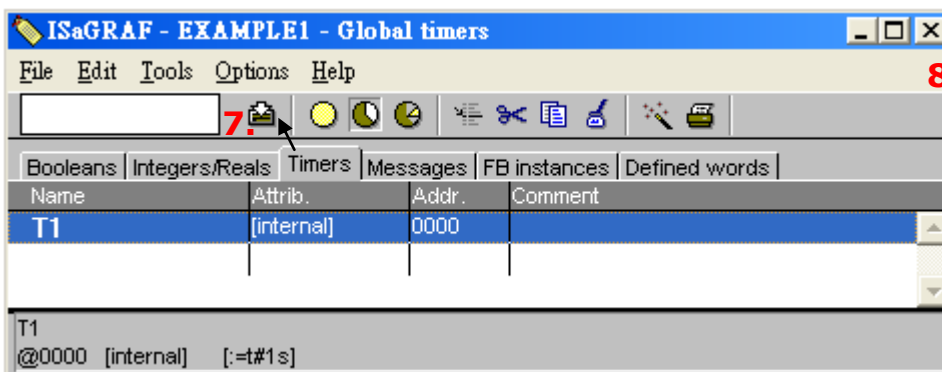 ISaGRAF - EXAMPLE1 - Global timers
File Edit Tools Options Help
8
7.
Booleans Integers/Reals Timers Messages FB instances Defined words
Name Attrib. Addr. Comment
T1 [internal] 0000
T1
@0000 [internal] [:=t#1s]